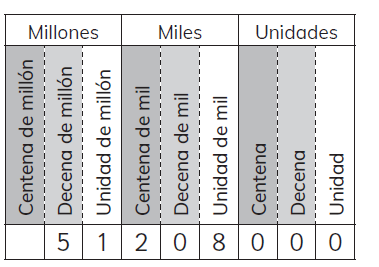 Millones Miles Unidades
Centena de millón
Decena de millón
Unidad de millón
Centena de mil
Decena de mil
Unidad de mil
Centena
Decena
Unidad
5 1 2 0 8 0 0 0